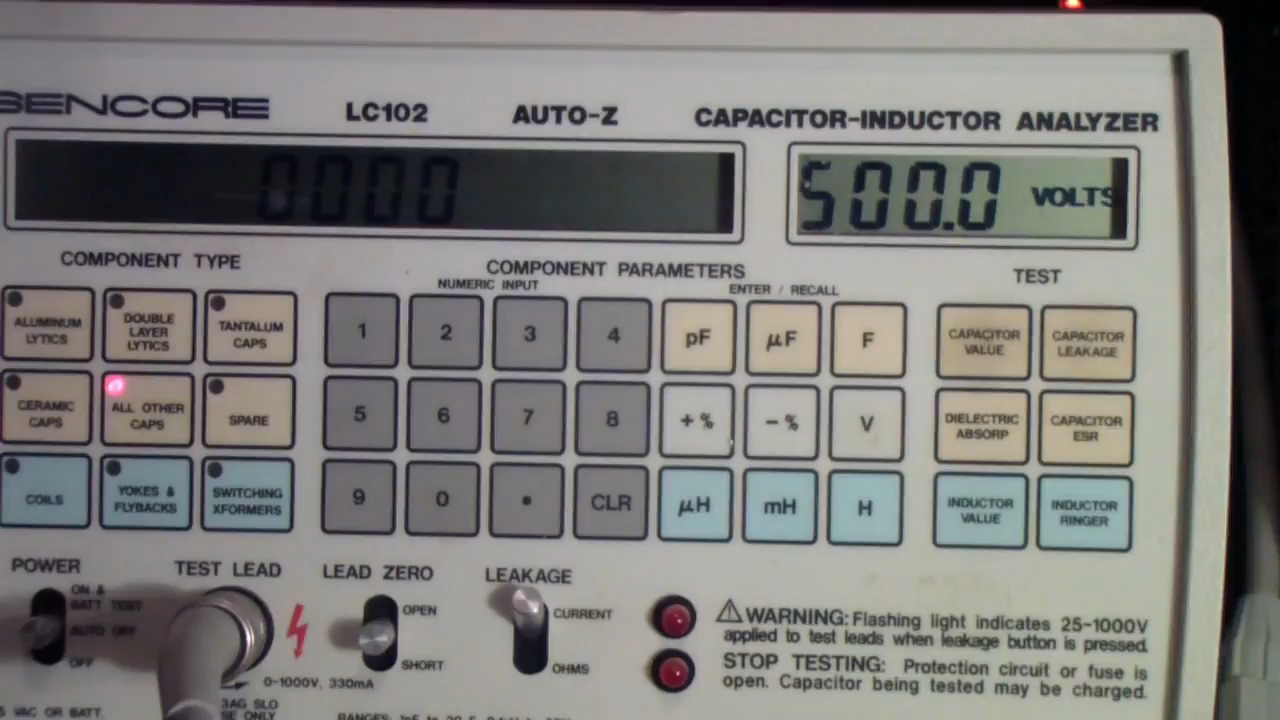 SENCORE LC102 AUTO-Z CAPACITOR-INDUCTOR ANALYZER
0000
500.0 VOLTS
COMPONENT TYPE
COMPONENT PARAMETERS
NUMERIC INPUT
ENTER / RECALL
TEST
ALUMINUM
LYTICS
DOUBLE
LAYER
LYTICS
TANTALUM
CAPS
1
2
3
4
pF
µF
F
CAPACITOR
VALUE
CAPACITOR
LEAKAGE
CERAMIC
CAPS
ALL OTHER
CAPS
SPARE
5
6
7
8
+ %
- %
V
DIELECTRIC
ABSORP
CAPACITOR
ESR
COILS
YOKES &
FLYBACKS
SWITCHING
XFORMERS
9
0
•
CLR
µH
mH
H
INDUCTOR
VALUE
INDUCTOR
RINGER
POWER
ON &
BATT TEST
AUTO OFF
OFF
TEST LEAD
0-1000V, 330mA
3AG SLO
ONLY
LEAD ZERO
OPEN
SHORT
LEAKAGE
CURRENT
OHMS
⚠WARNING: Flashing light indicates 25-1000V
applied to test leads when leakage button is pressed.
STOP TESTING: Protection circuit or fuse is
open. Capacitor being tested may be charged.
VAC OR BATT.